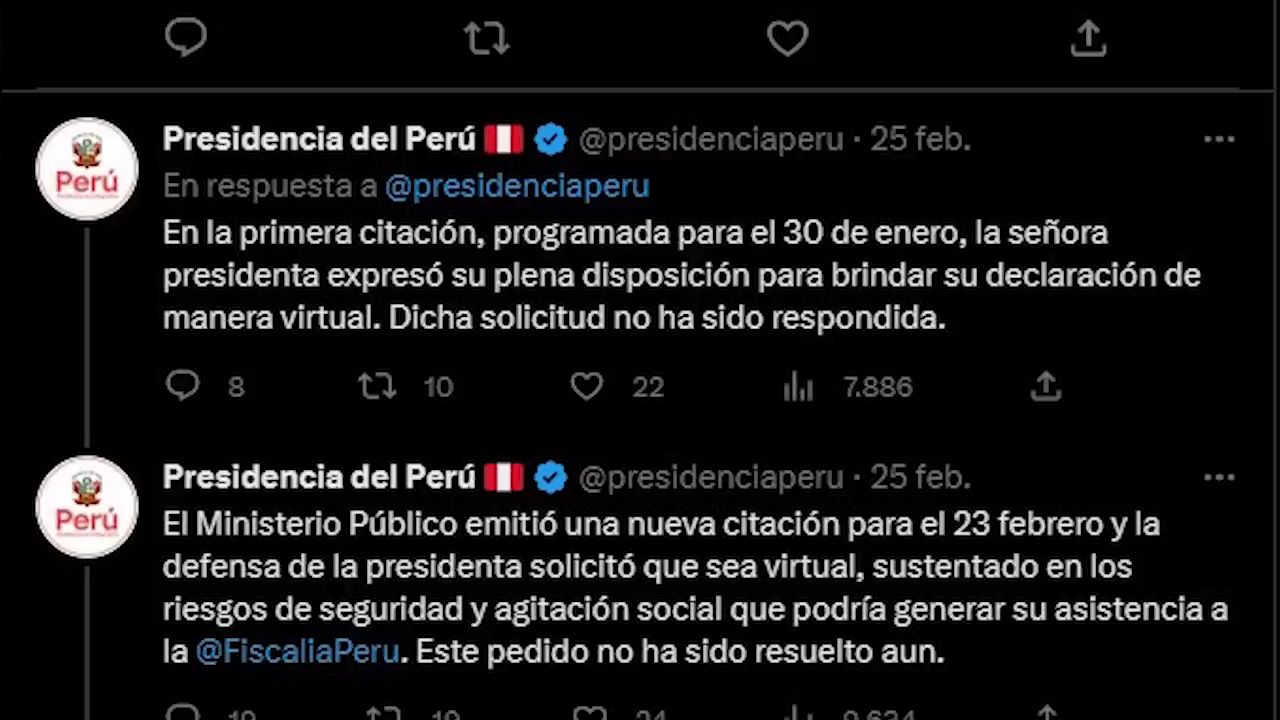 Presidencia del Perú @presidenciaperu · 25 feb.
En respuesta a @presidenciaperu
En la primera citación, programada para el 30 de enero, la señora
presidenta expresó su plena disposición para brindar su declaración de
manera virtual. Dicha solicitud no ha sido respondida.
8 10 22 7.886
Perú
Presidencia del Perú @presidenciaperu · 25 feb.
El Ministerio Público emitió una nueva citación para el 23 febrero y la
defensa de la presidenta solicitó que sea virtual, sustentado en los
riesgos de seguridad y agitación social que podría generar su asistencia a
la @FiscaliaPeru. Este pedido no ha sido resuelto aun.
Perú